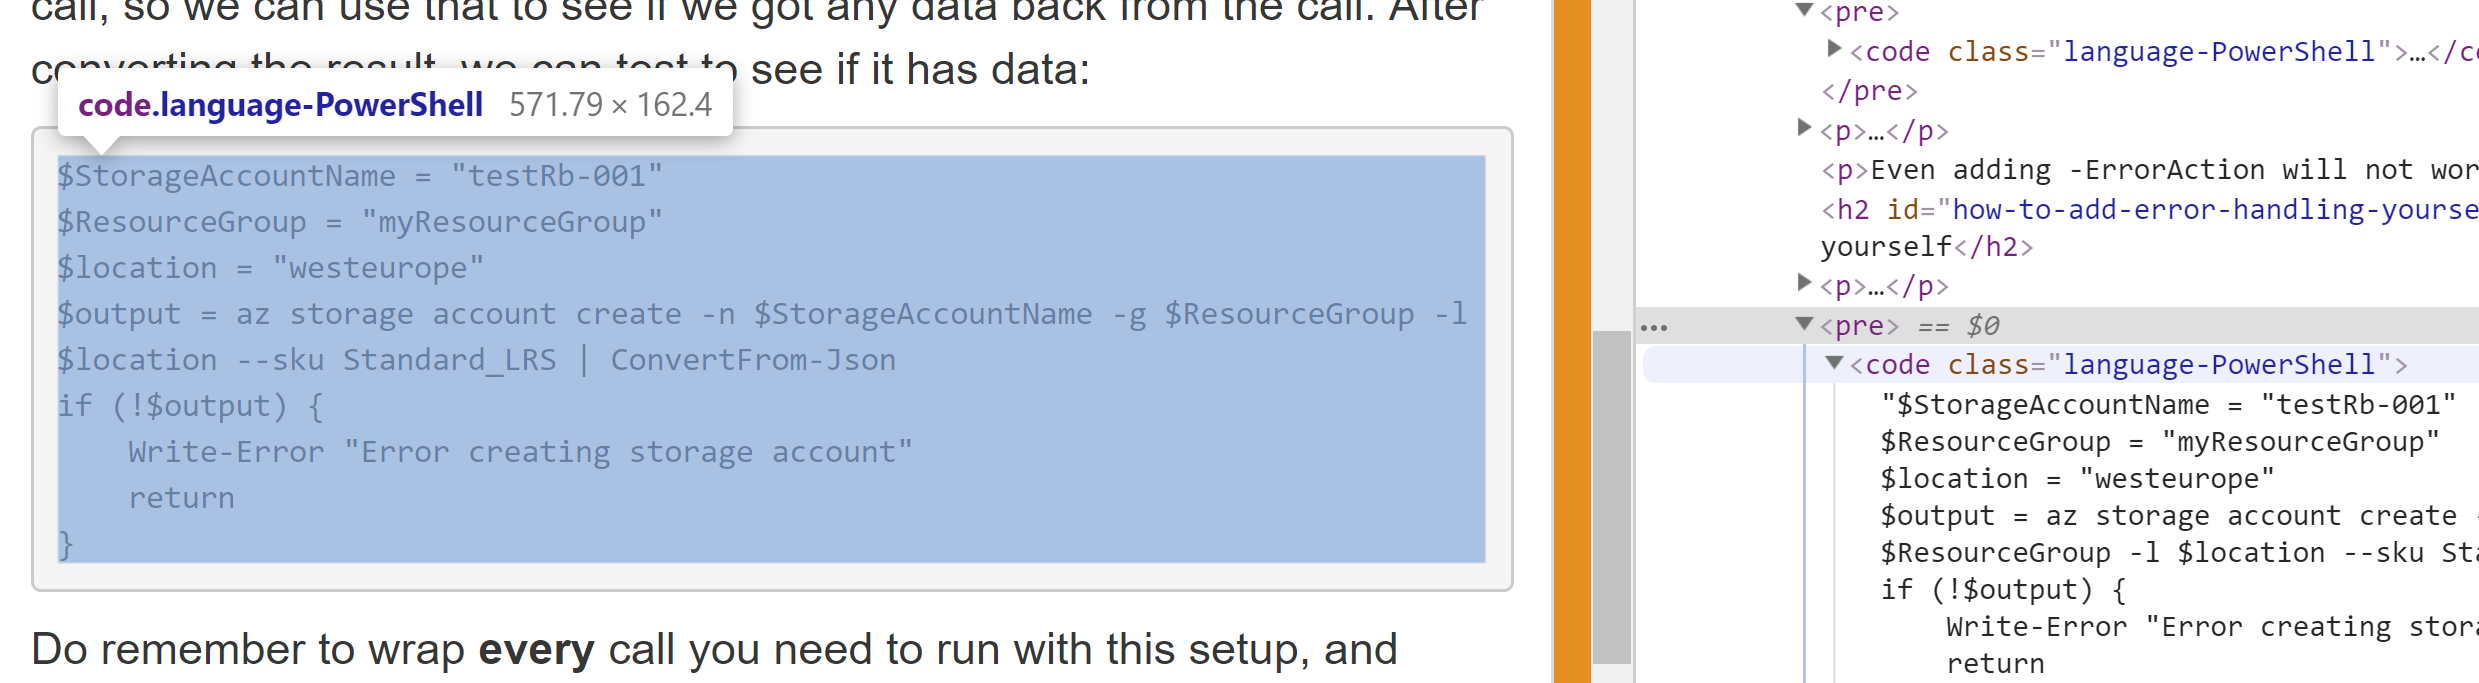 call, so we can use that to see if we got any data back from the call. After
converting the result, we can test to see if it has data:
code.language-PowerShell 571.79 × 162.4
$StorageAccountName = "testRb-001"
$ResourceGroup = "myResourceGroup"
$location = "westeurope"
$output = az storage account create -n $StorageAccountName -g $ResourceGroup -l
$location --sku Standard_LRS | ConvertFrom-Json
if (!$output) {
    Write-Error "Error creating storage account"
    return
}
Do remember to wrap every call you need to run with this setup, and
<pre>
<code class="language-PowerShell">…</c
</pre>
<p>…</p>
<p>Even adding -ErrorAction will not wor
<h2 id="how-to-add-error-handling-yourse
yourself</h2>
<p>…</p>
… <pre> == $0
<code class="language-PowerShell">
"$StorageAccountName = "testRb-001"
$ResourceGroup = "myResourceGroup"
$location = "westeurope"
$output = az storage account create -
$ResourceGroup -l $location --sku Sta
if (!$output) {
    Write-Error "Error creating stora
    return